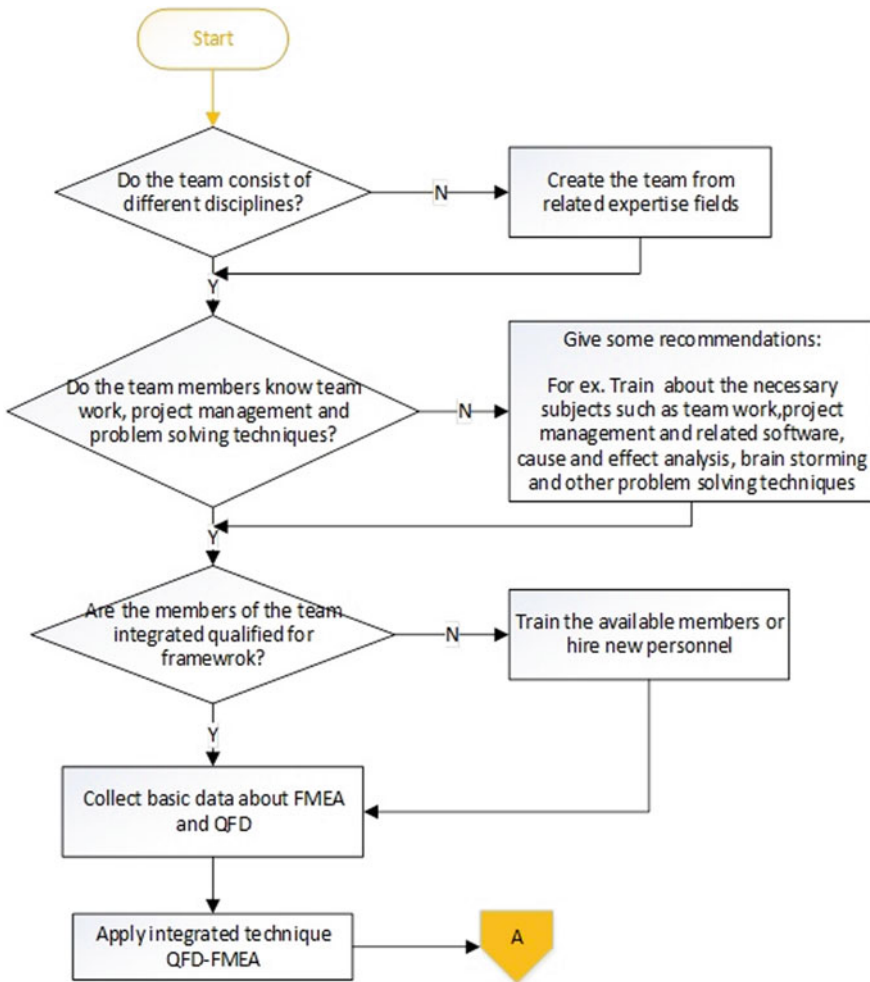 Start
Do the team consist of
different disciplines?
N
Create the team from
related expertise fields
Y
Do the team members know team
work, project management and
problem solving techniques?
N
Give some recommendations:
For ex. Train  about the necessary
subjects such as team work,project
management and related software,
cause and effect analysis, brain storming
and other problem solving techniques
Y
Are the members of the team
integrated qualified for
framewrok?
N
Train the available members or
hire new personnel
Y
Collect basic data about FMEA
and QFD
Apply integrated technique
QFD-FMEA
A